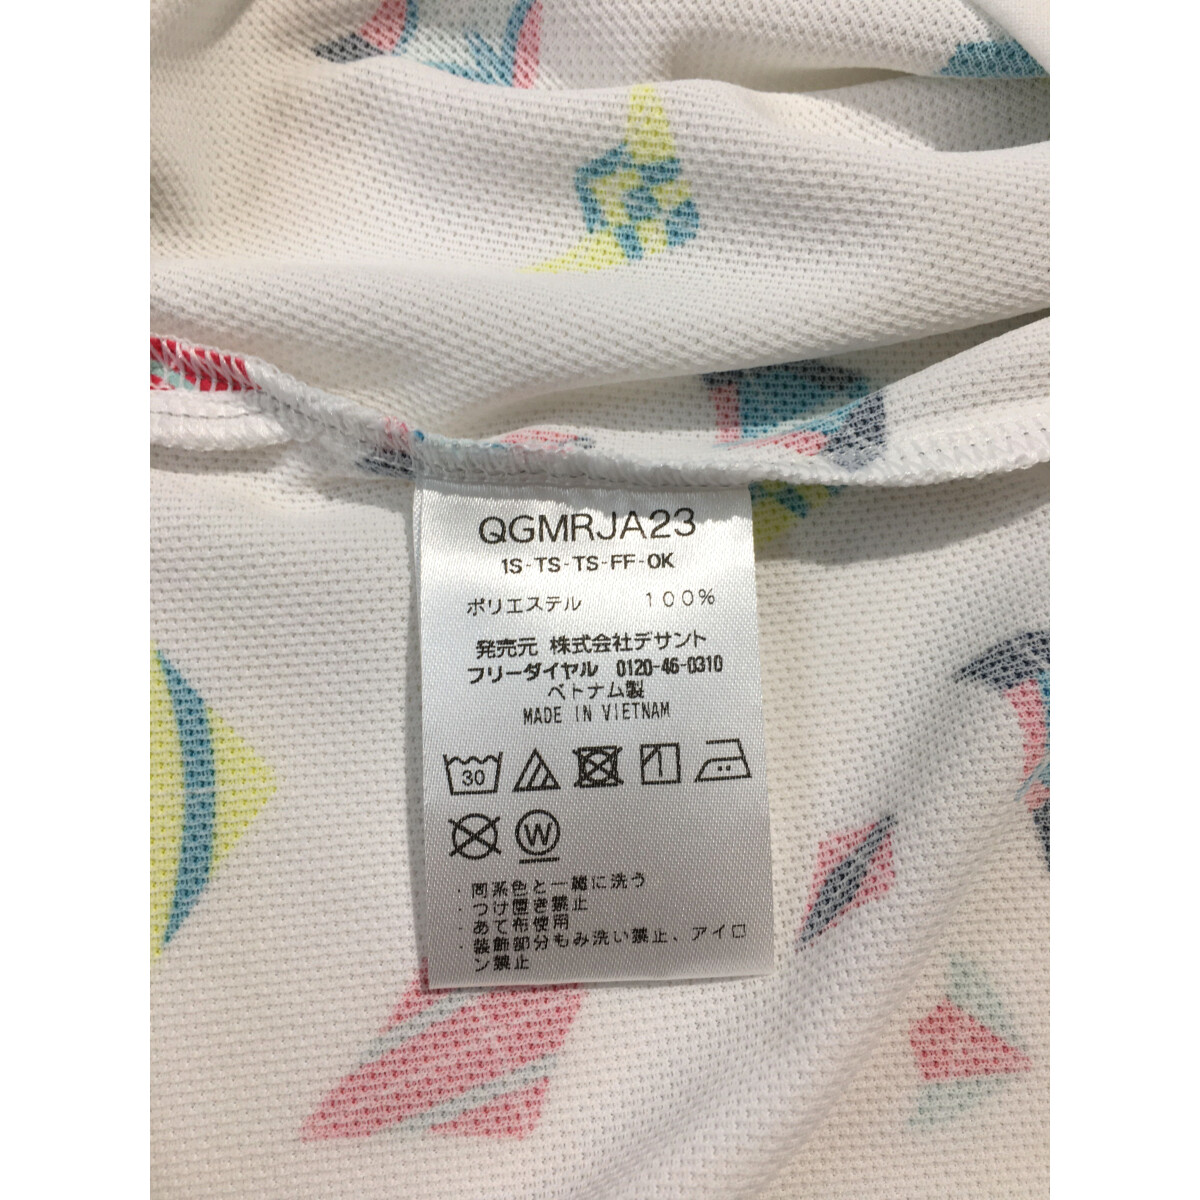 QGMRJA23
1S-TS-TS-FF-OK
ポリエステル 100%
発売元 株式会社デサント
フリーダイヤル 0120-46-0310
ベトナム製
MADE IN VIETNAM
30
W
・同系色と一緒に洗う
・つけ置き禁止
・あて布使用
・装飾部分もみ洗い禁止、アイロ
ン禁止